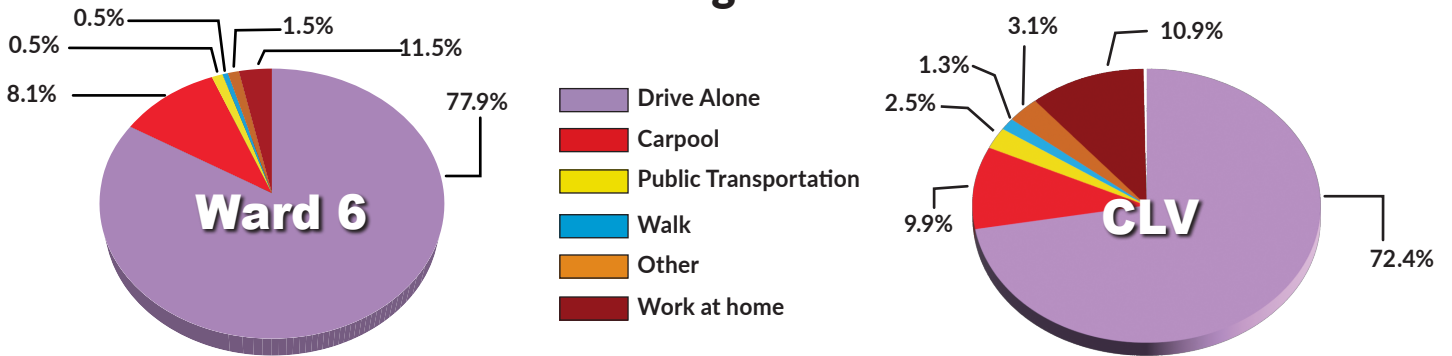 0.5%
0.5%
8.1%
1.5%
11.5%
77.9%
Ward 6
Drive Alone
Carpool
Public Transportation
Walk
Other
Work at home
3.1%
10.9%
1.3%
2.5%
9.9%
72.4%
CLV